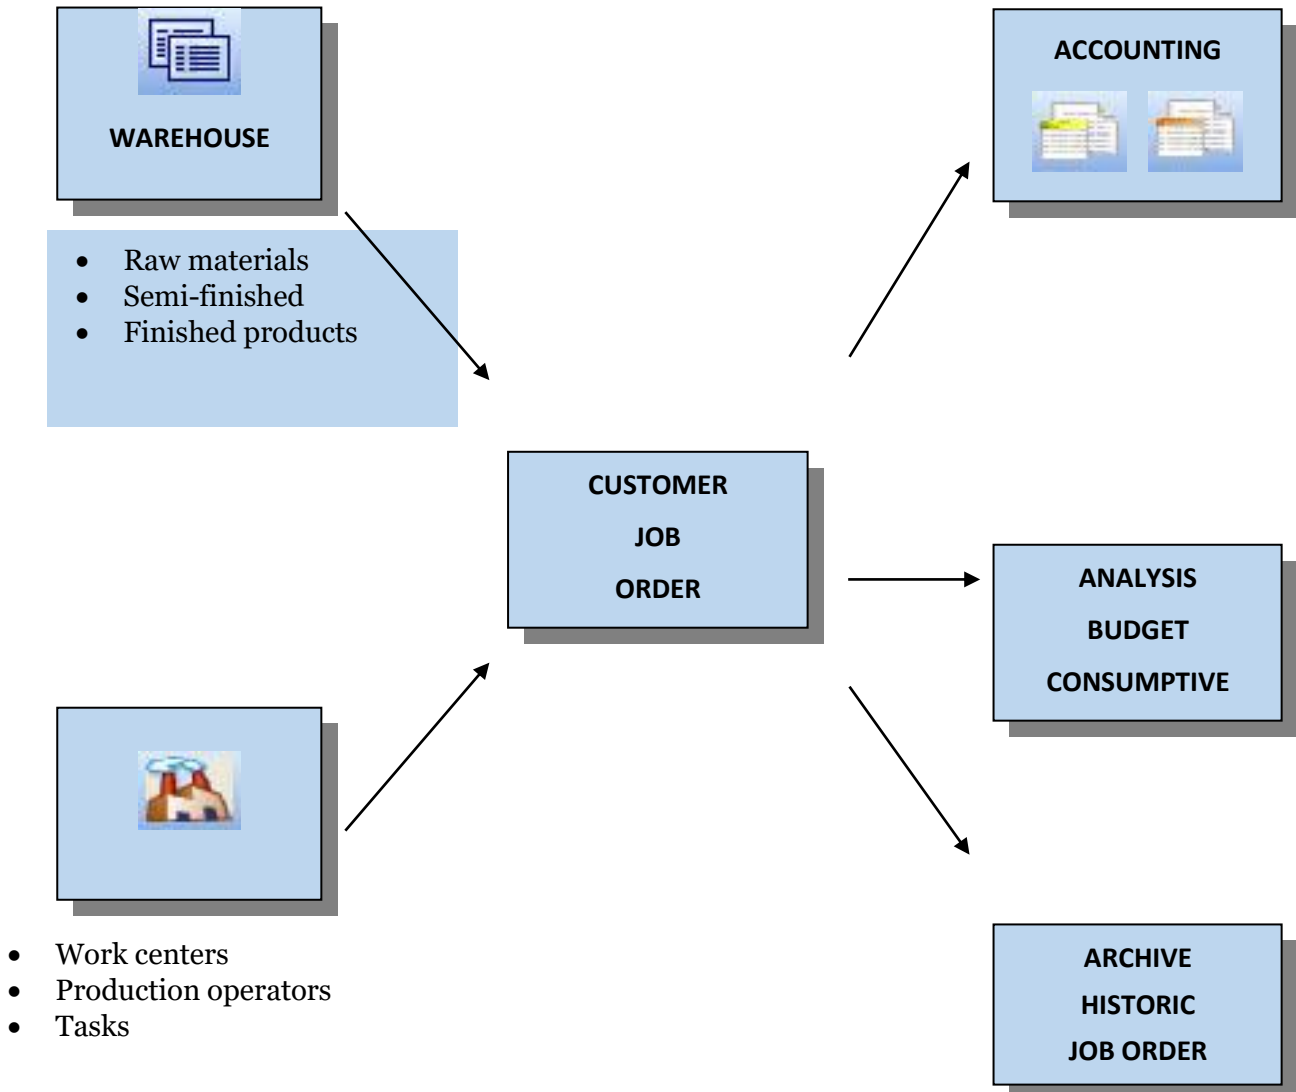 WAREHOUSE
• Raw materials
• Semi-finished
• Finished products
ACCOUNTING
CUSTOMER
JOB
ORDER
ANALYSIS
BUDGET
CONSUMPTIVE
• Work centers
• Production operators
• Tasks
ARCHIVE
HISTORIC
JOB ORDER